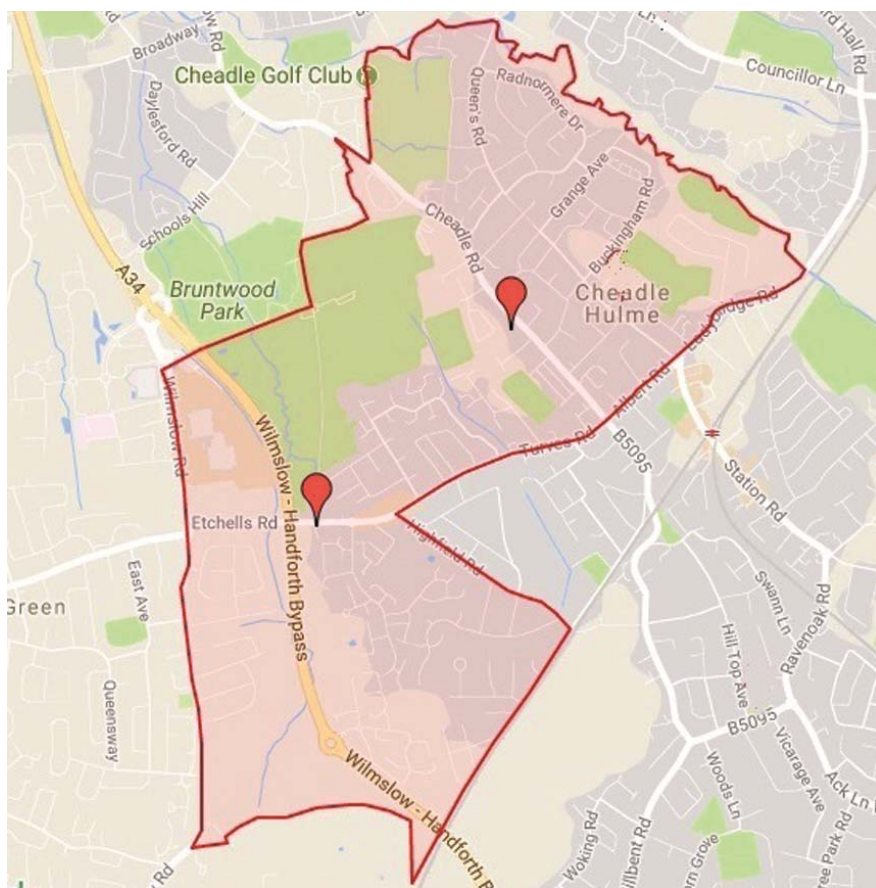 Broadway
Cheadle Golf Club
Daylesford Rd
Queen's Rd
Radnormere Dr
Councillor Ln
Grange Ave
Buckingham Rd
Schools Hill
Cheadle Rd
A34
Bruntwood
Park
Cheadle
Hulme
Ladybridge Rd
Wilmslow Rd
Albert Rd
Turves Rd
B5095
Wilmslow - Handforth Bypass
Station Rd
Etchells Rd
Highfield Rd
East Ave
Green
Swann Ln
Ravenoak Rd
Hill Top Ave
Queensway
B5095
Vicarage Ave
Wilmslow - Handforth B
Woods Ln
Ack Ln
Woking Rd
Rd